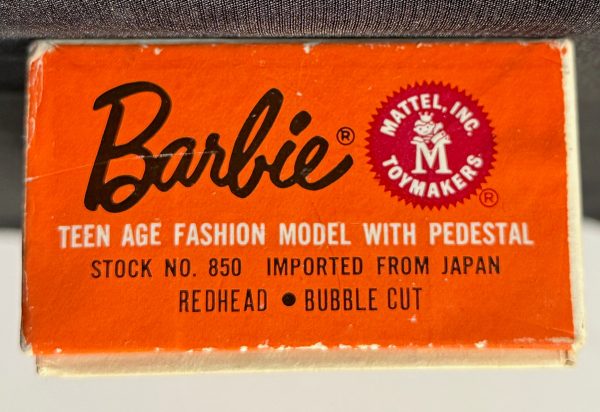 Barbie®
MATTEL, INC.
M
TOYMAKERS
®
TEEN AGE FASHION MODEL WITH PEDESTAL
STOCK NO. 850 IMPORTED FROM JAPAN
REDHEAD • BUBBLE CUT